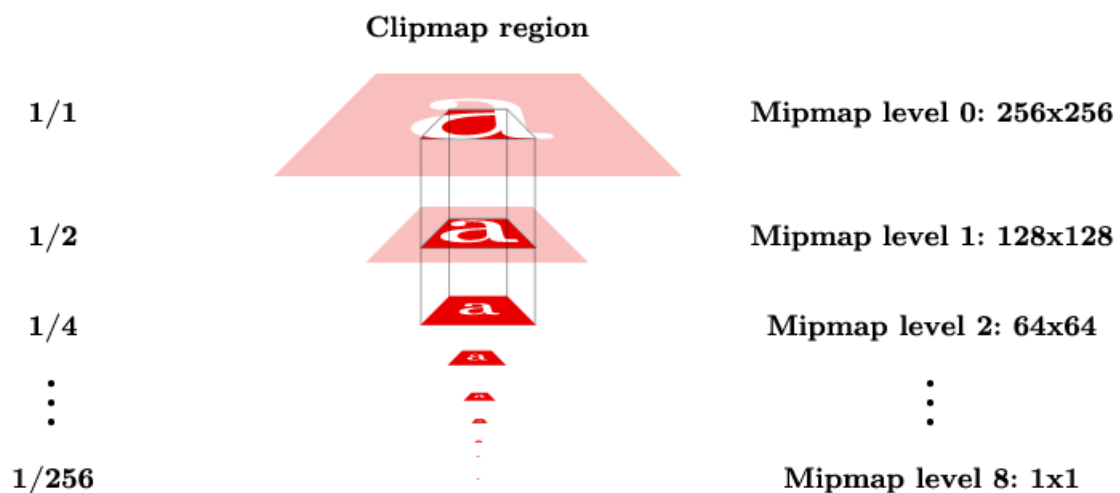 Clipmap region
1/1
Mipmap level 0: 256x256
a
1/2
Mipmap level 1: 128x128
a
1/4
Mipmap level 2: 64x64
a
a
a
1/256
Mipmap level 8: 1x1